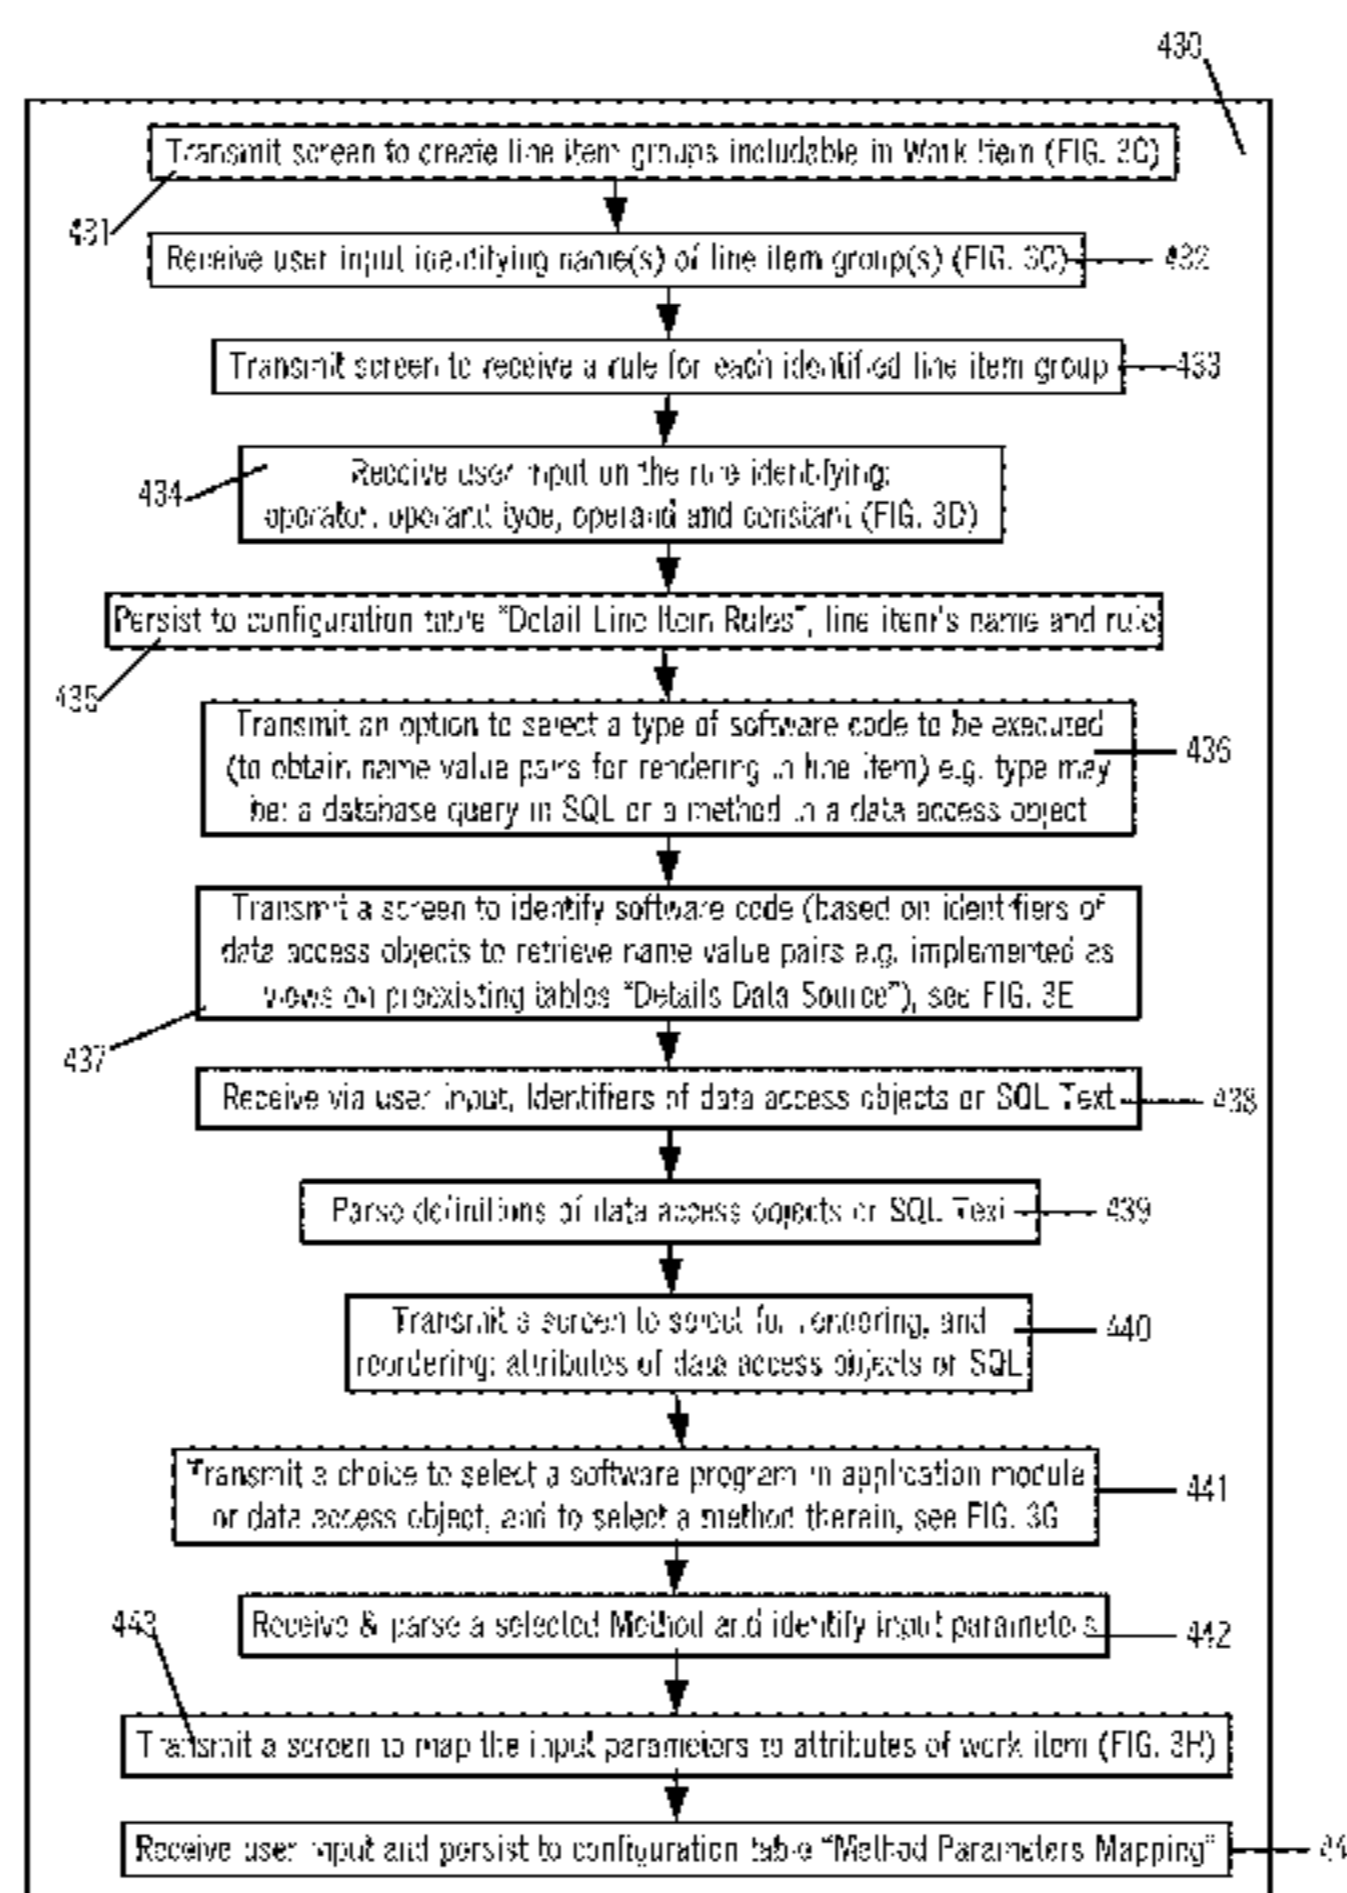 430
Transmit screen to create line item groups includable in Work Item (FIG. 3C)
431
Receive user input identifying name(s) of line item group(s) (FIG. 3C)
432
Transmit screen to receive a rule for each identified line item group
433
434
Receive user input on the rule identifying:
operator, operand type, operand and constant (FIG. 3D)
Persist to configuration table "Detail Line Item Rules", line item's name and rule
435
Transmit an option to select a type of software code to be executed
(to obtain name value pairs for rendering in line item) e.g. type may
be: a database query in SQL or a method in a data access object
436
Transmit a screen to identify software code (based on identifiers of
data access objects to retrieve name value pairs e.g. implemented as
views on preexisting tables "Details Data Source"), see FIG. 3E
437
Receive via user input, Identifiers of data access objects or SQL Text
438
Parse definitions of data access objects or SQL Text
439
Transmit a screen to select for rendering, and
reordering: attributes of data access objects or SQL
440
Transmit a choice to select a software program in application module
or data access object, and to select a method therein, see FIG. 3G
441
Receive & parse a selected Method and identify input parameters
442
443
Transmit a screen to map the input parameters to attributes of work item (FIG. 3H)
Receive user input and persist to configuration table "Method Parameters Mapping"
44